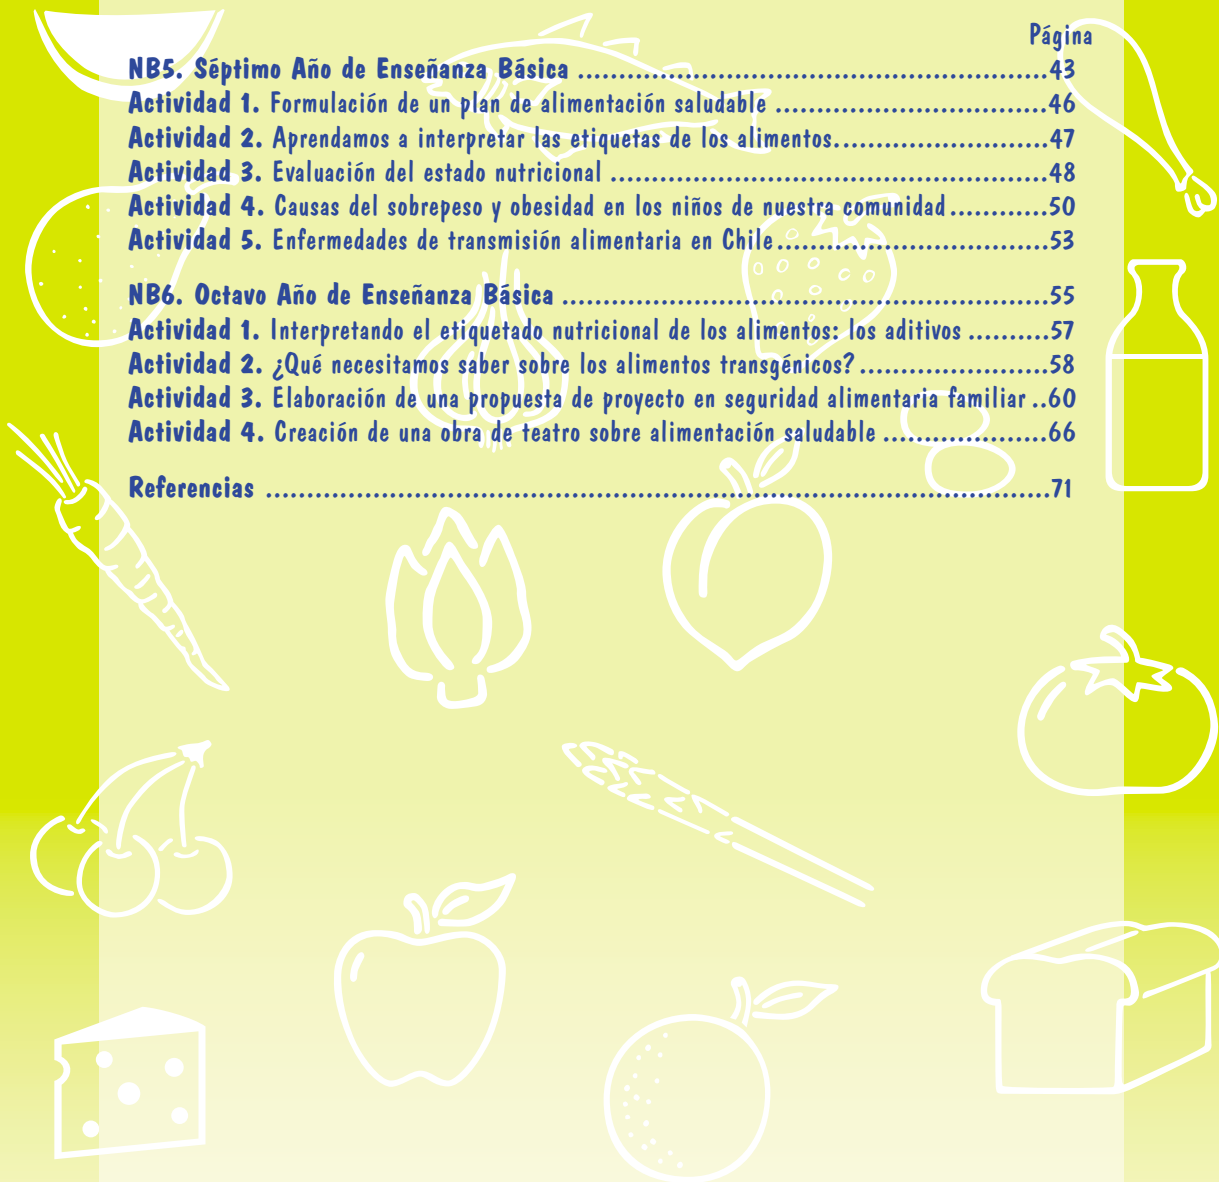 Página
NB5. Séptimo Año de Enseñanza Básica ..........................................................43
Actividad 1. Formulación de un plan de alimentación saludable .................................46
Actividad 2. Aprendamos a interpretar las etiquetas de los alimentos..........................47
Actividad 3. Evaluación del estado nutricional .....................................................48
Actividad 4. Causas del sobrepeso y obesidad en los niños de nuestra comunidad............50
Actividad 5. Enfermedades de transmisión alimentaria en Chile.................................53
NB6. Octavo Año de Enseñanza Básica ...........................................................55
Actividad 1. Interpretando el etiquetado nutricional de los alimentos: los aditivos ..........57
Actividad 2. ¿Qué necesitamos saber sobre los alimentos transgénicos?.......................58
Actividad 3. Elaboración de una propuesta de proyecto en seguridad alimentaria familiar ..60
Actividad 4. Creación de una obra de teatro sobre alimentación saludable ....................66
Referencias ...............................................................................................71